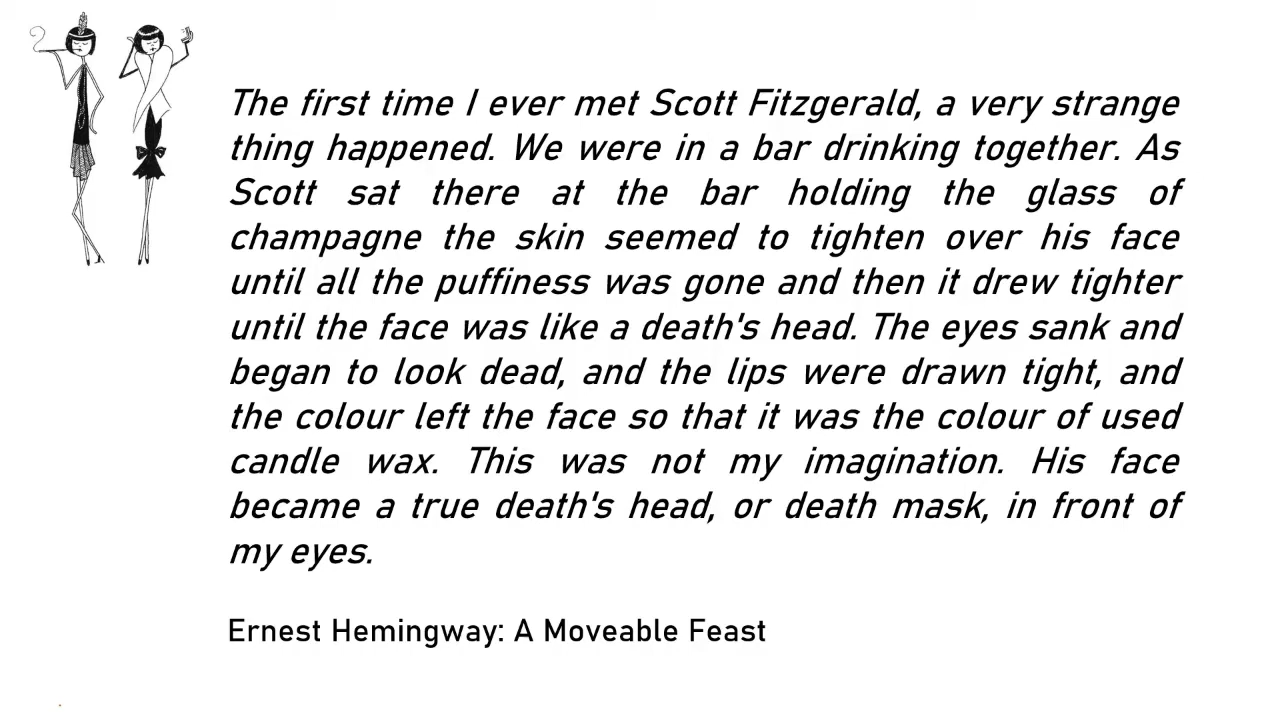 The first time I ever met Scott Fitzgerald, a very strange
thing happened. We were in a bar drinking together. As
Scott sat there at the bar holding the glass of
champagne the skin seemed to tighten over his face
until all the puffiness was gone and then it drew tighter
until the face was like a death's head. The eyes sank and
began to look dead, and the lips were drawn tight, and
the colour left the face so that it was the colour of used
candle wax. This was not my imagination. His face
became a true death's head, or death mask, in front of
my eyes.
Ernest Hemingway: A Moveable Feast